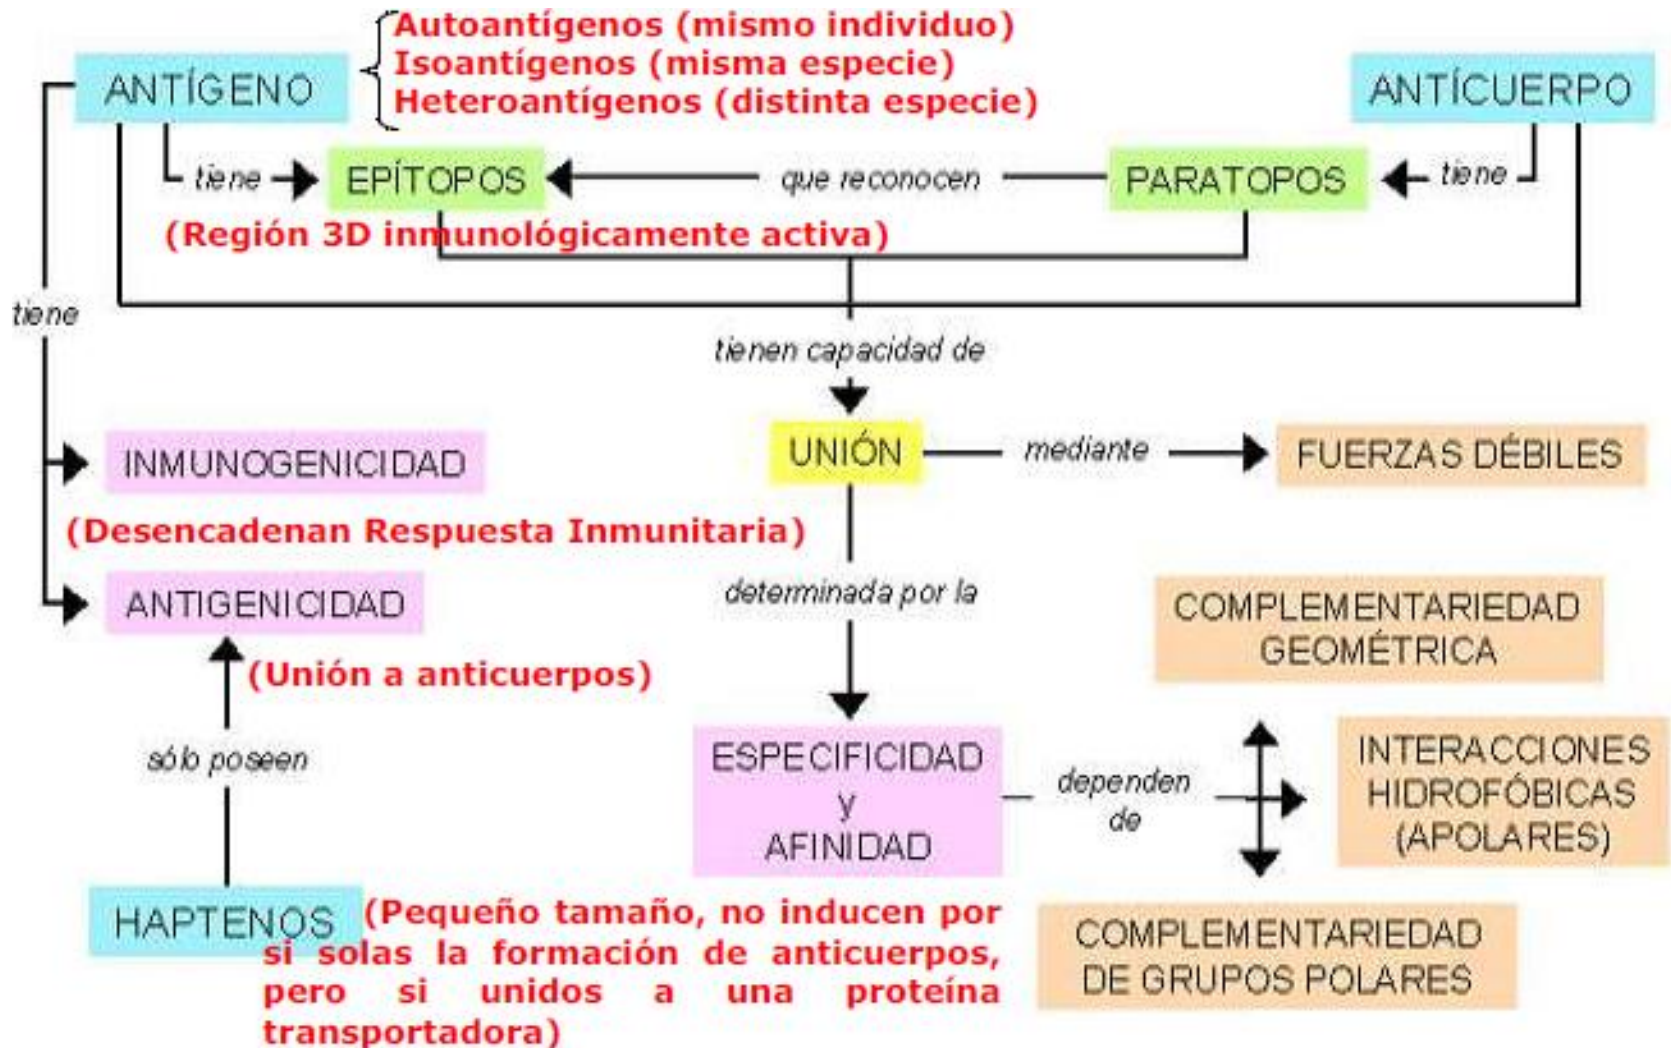 Autoantígenos (mismo individuo)
Isoantígenos (misma especie)
Heteroantígenos (distinta especie)
ANTÍGENO
ANTÍCUERPO
tiene
EPÍTOPOS
que reconocen
PARATOPOS
tiene
(Región 3D inmunológicamente activa)
tiene
tienen capacidad de
INMUNOGENICIDAD
UNIÓN
mediante
FUERZAS DÉBILES
(Desencadenan Respuesta Inmunitaria)
ANTIGENICIDAD
determinada por la
COMPLEMENTARIEDAD
GEOMÉTRICA
(Unión a anticuerpos)
sólo poseen
ESPECIFICIDAD
y
AFINIDAD
dependen
de
INTERACCIONES
HIDROFÓBICAS
(APOLARES)
HAPTENOS
(Pequeño tamaño, no inducen por
si solas la formación de anticuerpos,
pero si unidos a una proteína
transportadora)
COMPLEMENTARIEDAD
DE GRUPOS POLARES